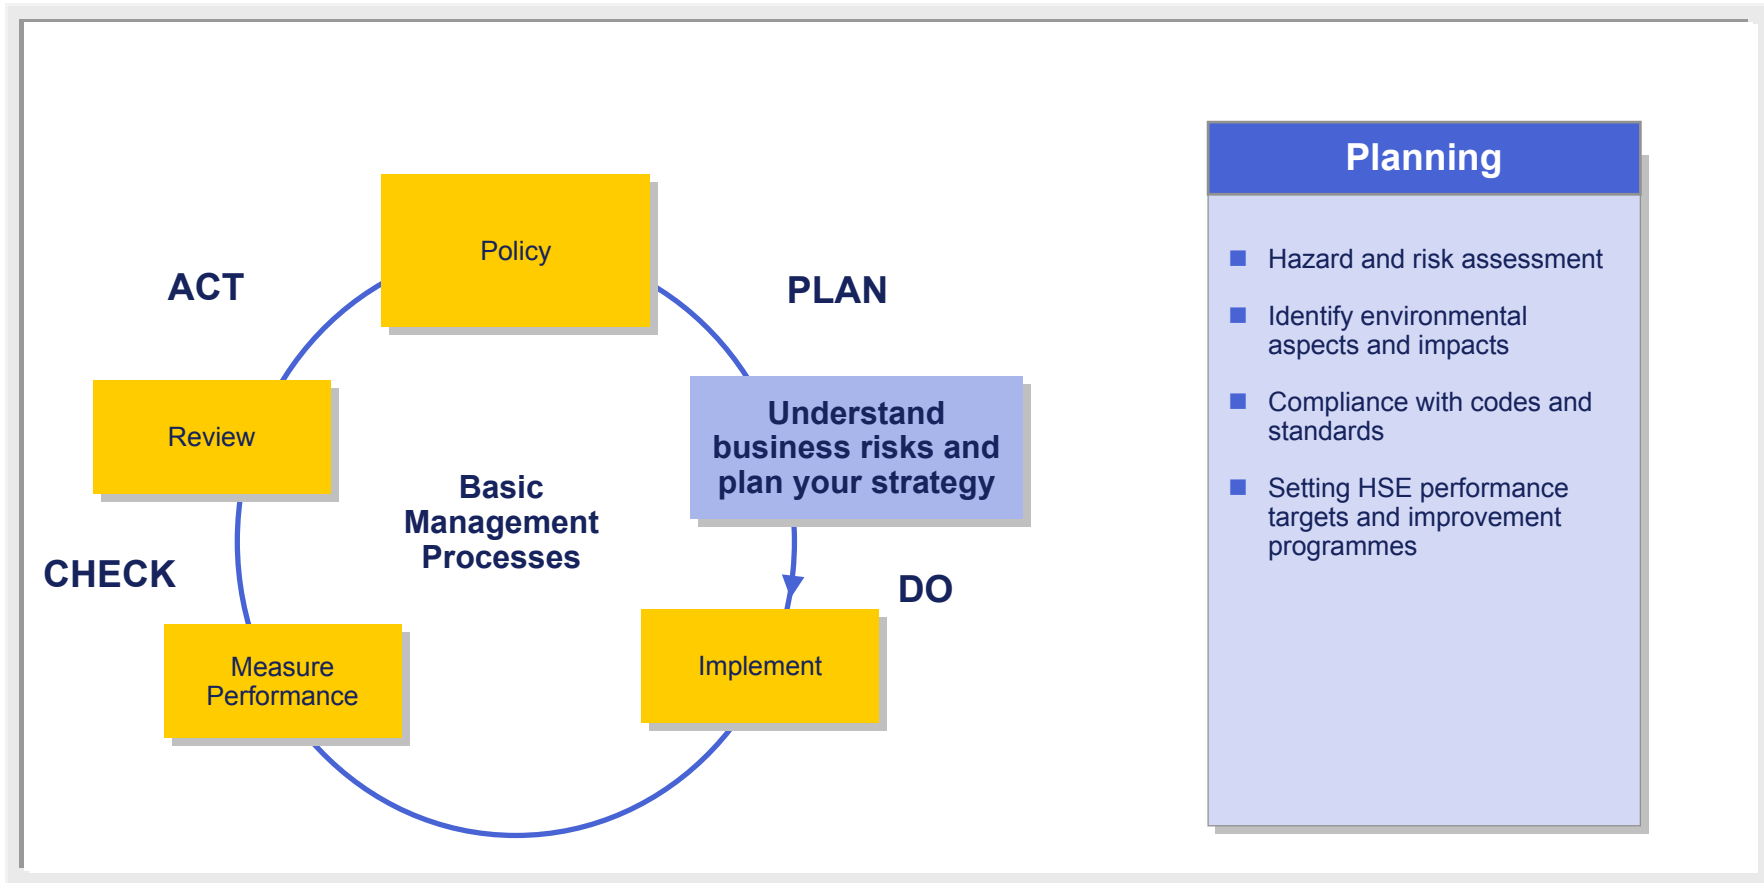 Policy
ACT
PLAN
Review
Understand
business risks and
plan your strategy
Basic
Management
Processes
CHECK
DO
Measure
Performance
Implement
Planning
Hazard and risk assessment
Identify environmental
aspects and impacts
Compliance with codes and
standards
Setting HSE performance
targets and improvement
programmes